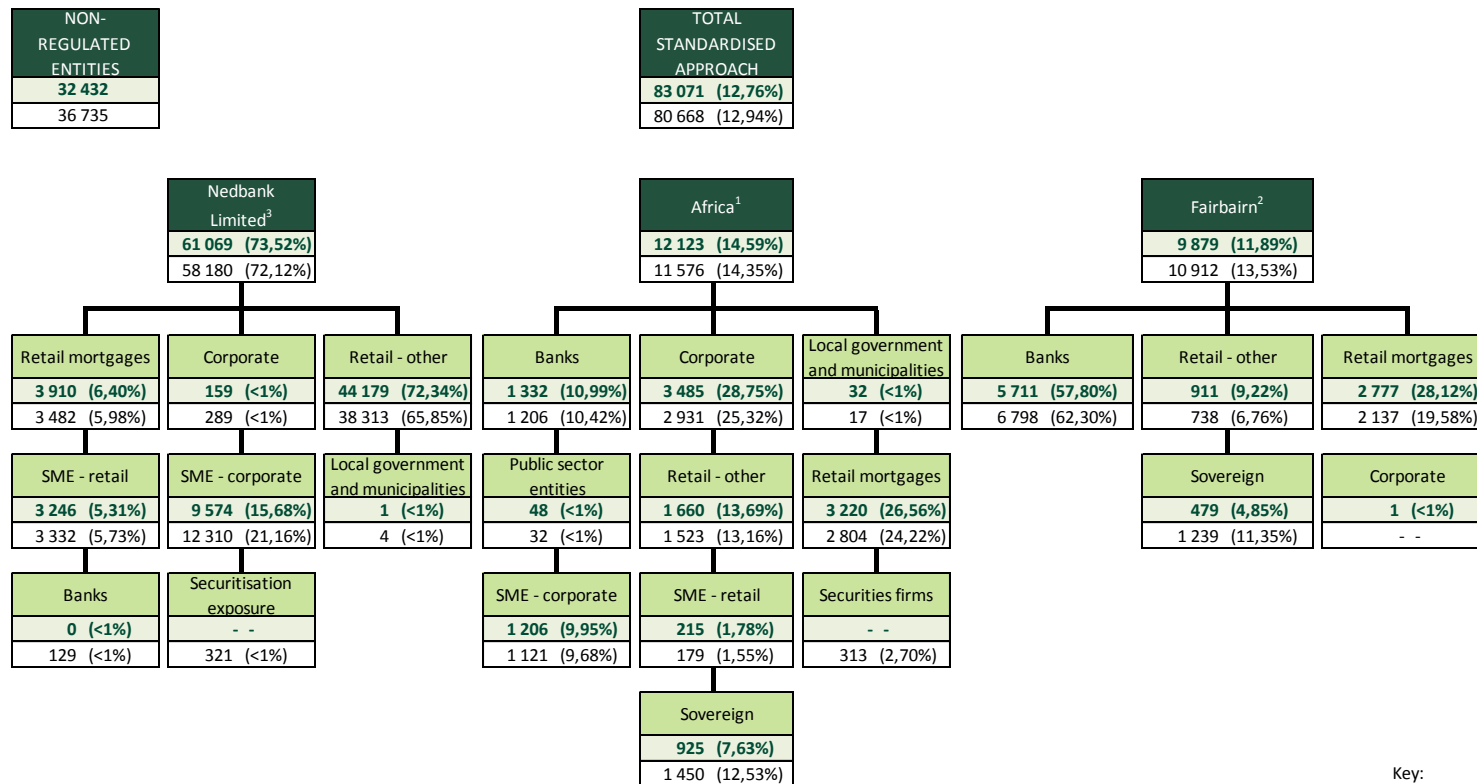 NON-
REGULATED
ENTITIES
32 432
36 735
TOTAL
STANDARDISED
APPROACH
83 071 (12,76%)
80 668 (12,94%)
Nedbank
Limited3
61 069 (73,52%)
58 180 (72,12%)
Africa1
12 123 (14,59%)
11 576 (14,35%)
Fairbairn2
9 879 (11,89%)
10 912 (13,53%)
Retail mortgages
3 910 (6,40%)
3 482 (5,98%)
Corporate
159 (<1%)
289 (<1%)
Retail - other
44 179 (72,34%)
38 313 (65,85%)
Banks
1 332 (10,99%)
1 206 (10,42%)
Corporate
3 485 (28,75%)
2 931 (25,32%)
Local government
and municipalities
32 (<1%)
17 (<1%)
Banks
5 711 (57,80%)
6 798 (62,30%)
Retail - other
911 (9,22%)
738 (6,76%)
Retail mortgages
2 777 (28,12%)
2 137 (19,58%)
SME - retail
3 246 (5,31%)
3 332 (5,73%)
SME - corporate
9 574 (15,68%)
12 310 (21,16%)
Local government
and municipalities
1 (<1%)
4 (<1%)
Public sector
entities
48 (<1%)
32 (<1%)
Retail - other
1 660 (13,69%)
1 523 (13,16%)
Retail mortgages
3 220 (26,56%)
2 804 (24,22%)
Sovereign
479 (4,85%)
1 239 (11,35%)
Corporate
1 (<1%)
- -
Banks
0 (<1%)
129 (<1%)
Securitisation
exposure
- -
321 (<1%)
SME - corporate
1 206 (9,95%)
1 121 (9,68%)
SME - retail
215 (1,78%)
179 (1,55%)
Securities firms
- -
313 (2,70%)
Sovereign
925 (7,63%)
1 450 (12,53%)
Key: